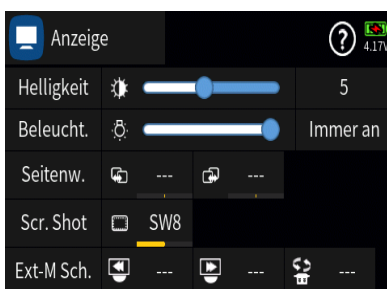 Anzeige
? 4.17V
Helligkeit 5
Beleucht. Immer an
Seitenw. --- ---
Scr. Shot SW8
Ext-M Sch. --- --- ---